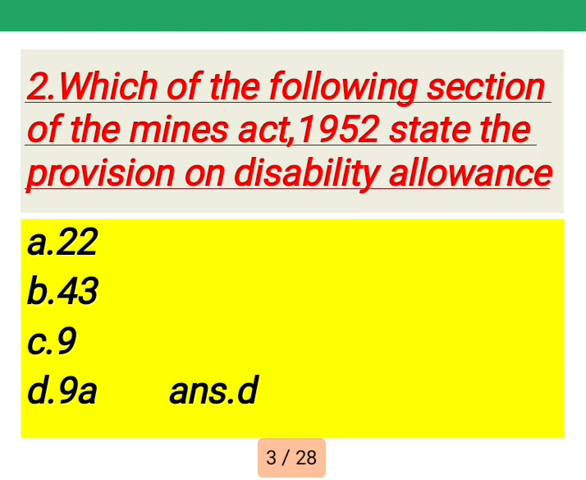 2.Which of the following section
of the mines act,1952 state the
provision on disability allowance
a.22
b.43
c.9
d.9a ans.d
3 / 28